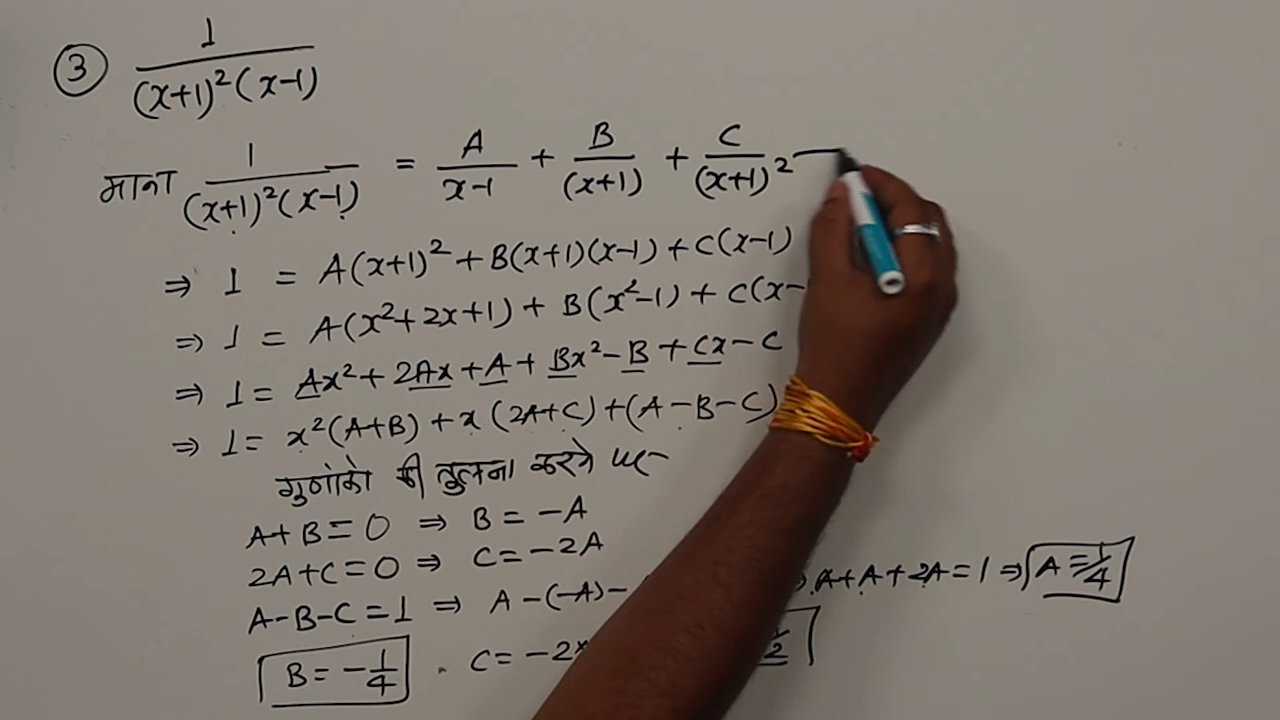 ③ 1/((x+1)²(x-1))
माना 1/((x+1)²(x-1)) = A/(x-1) + B/(x+1) + C/(x+1)² —
⇒ 1 = A(x+1)² + B(x+1)(x-1) + C(x-1)
⇒ 1 = A(x²+2x+1) + B(x²-1) + C(x-
⇒ 1 = Ax² + 2Ax + A + Bx² - B + Cx - C
⇒ 1 = x²(A+B) + x(2A+C) + (A-B-C)
गुणांको की तुलना करने पर
A+B=0 ⇒ B=-A
2A+C=0 ⇒ C=-2A
A-B-C=1 ⇒ A-(-A)- A+A+2A=1 ⇒ A=1/4
B=-1/4 . C=-2× 1/2